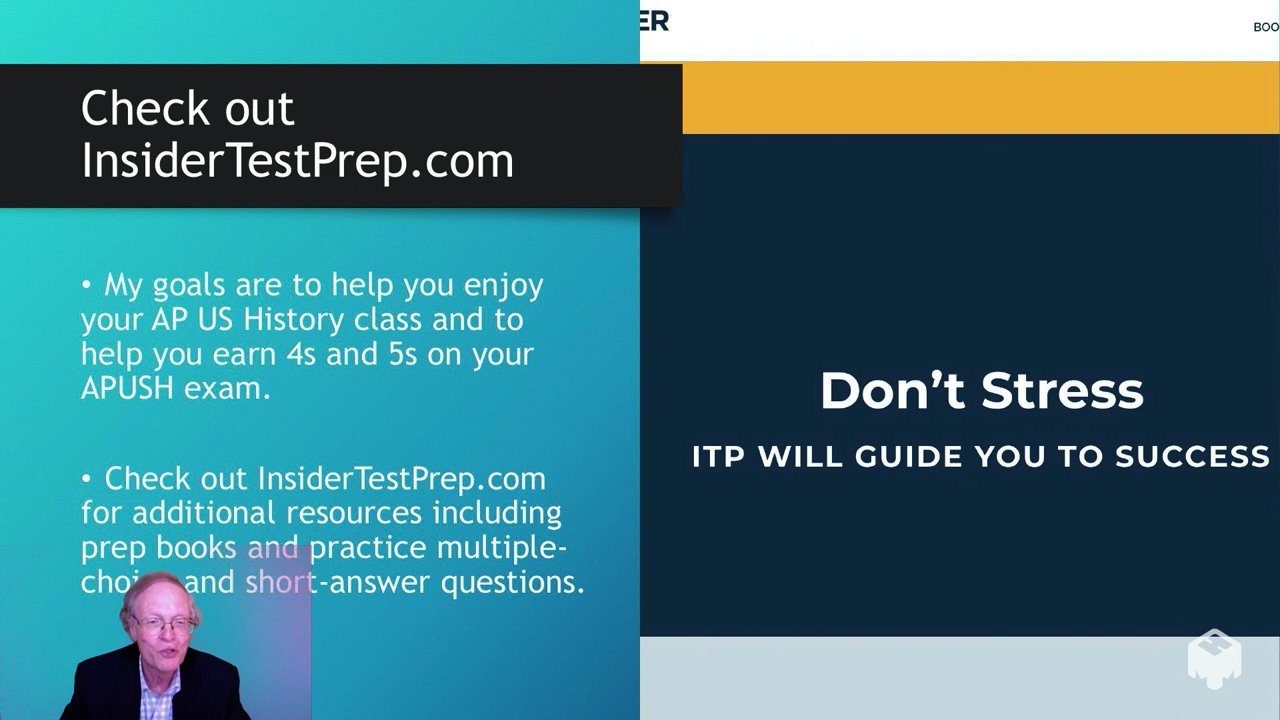 ER
BOO
Check out
InsiderTestPrep.com
• My goals are to help you enjoy
your AP US History class and to
help you earn 4s and 5s on your
APUSH exam.
• Check out InsiderTestPrep.com
for additional resources including
prep books and practice multiple-
and short-answer questions.
Don’t Stress
ITP WILL GUIDE YOU TO SUCCESS